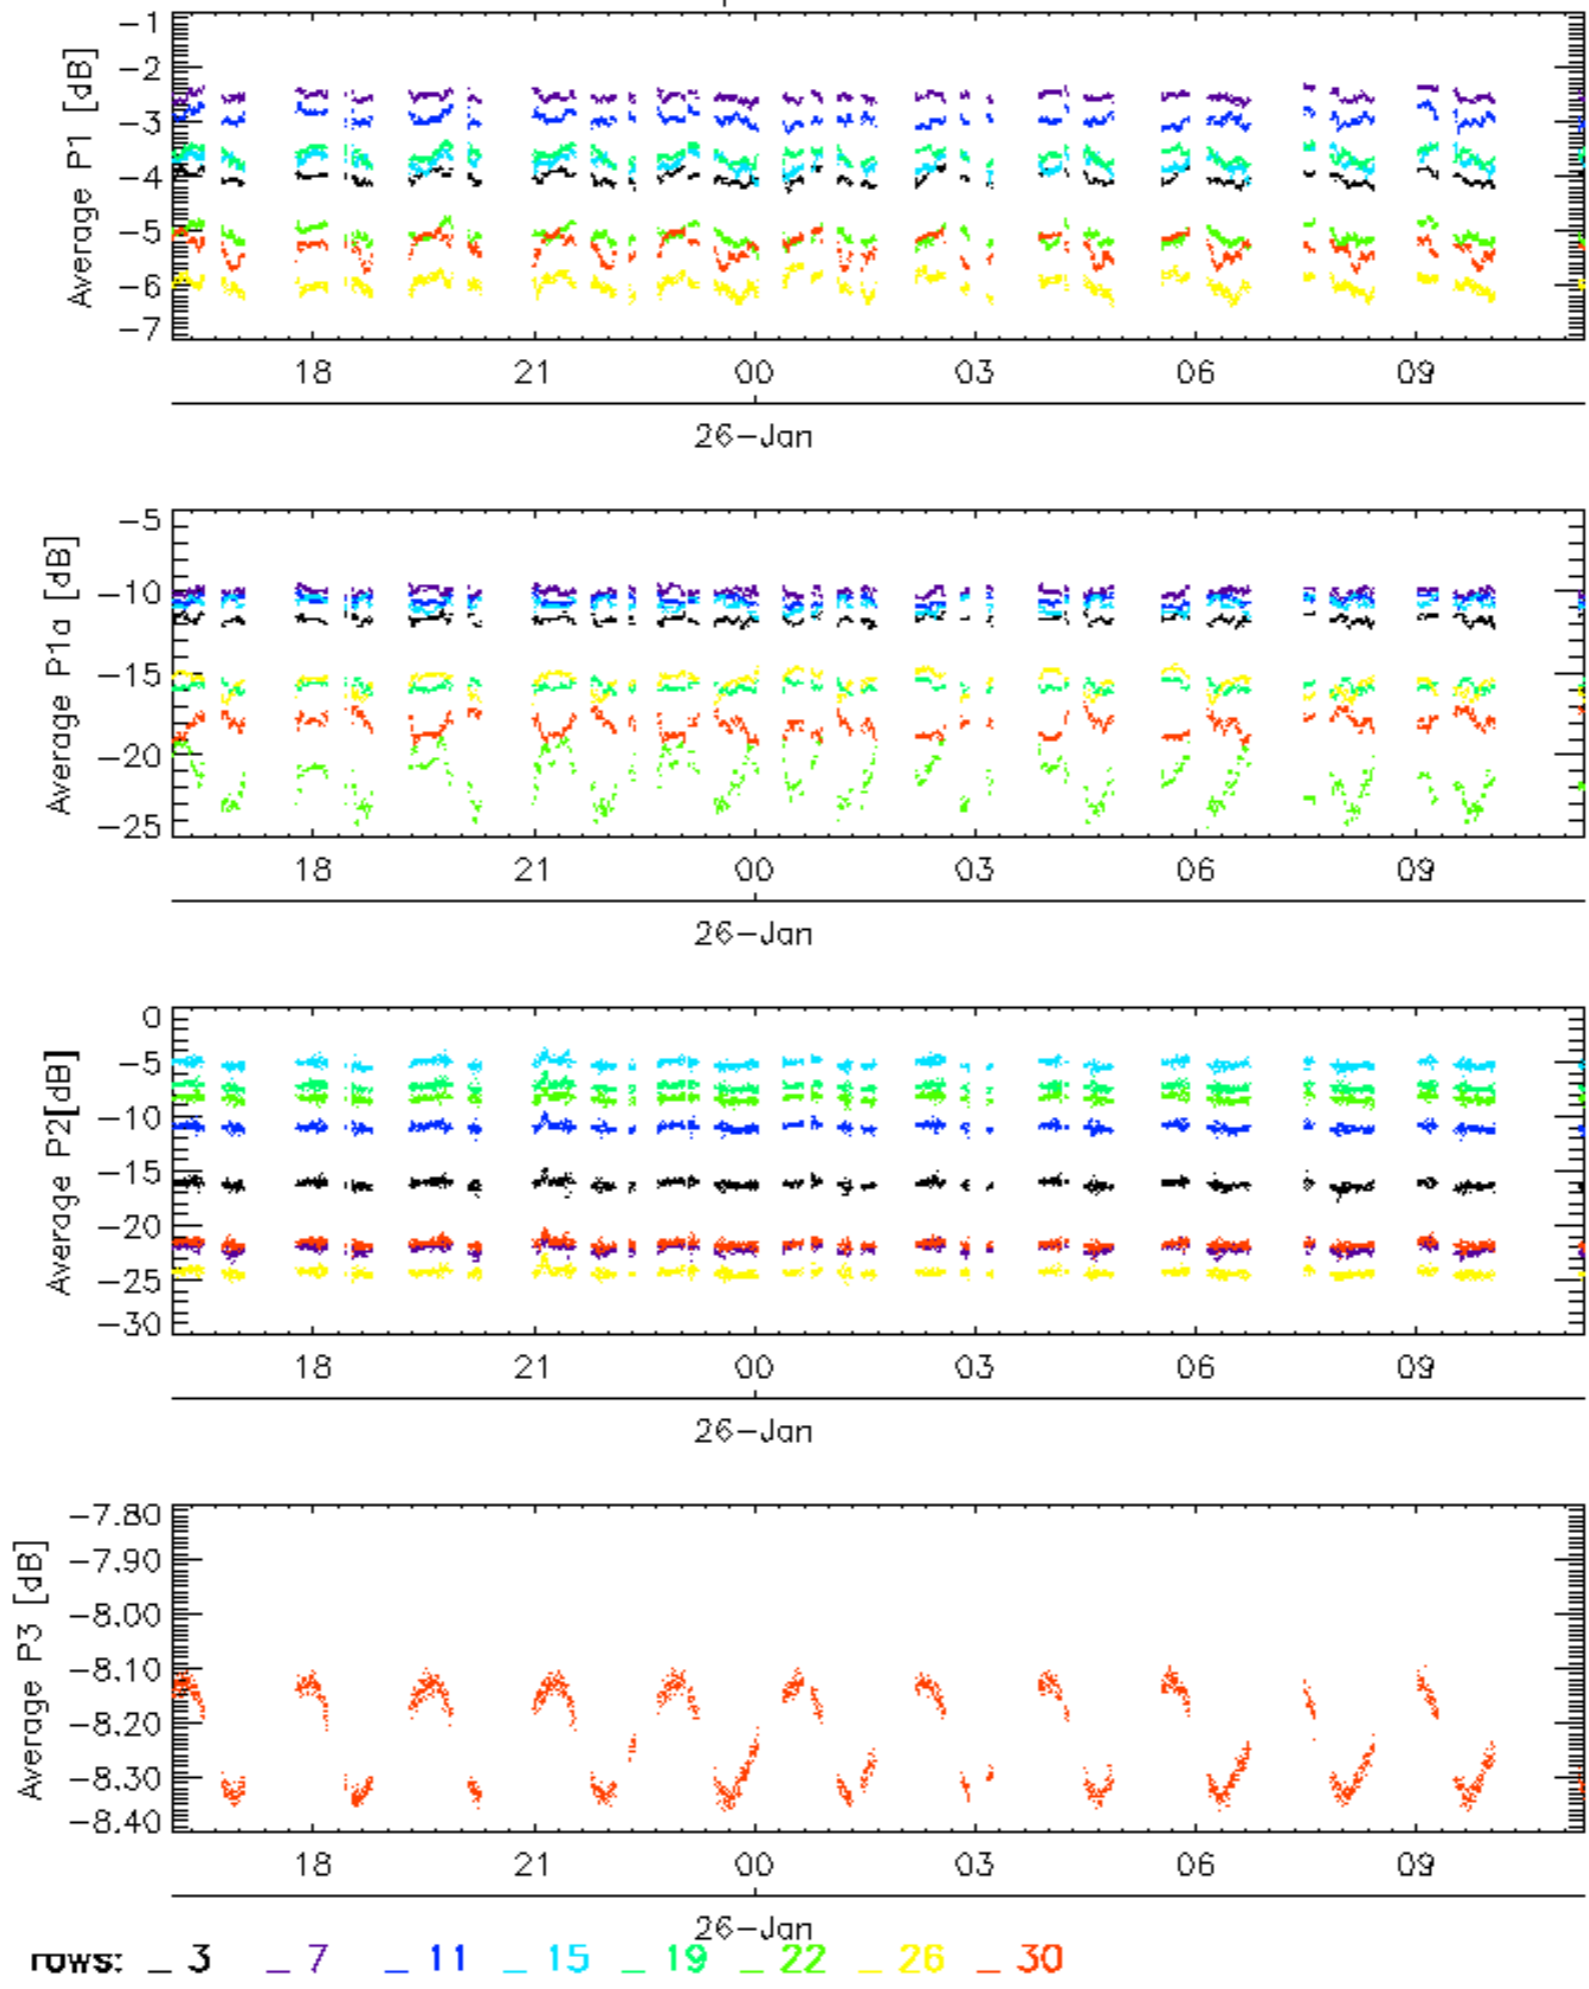 Average P1 [dB]
-1
-2
-3
-4
-5
-6
-7
18 21 00 03 06 09
26-Jan
Average P1a [dB]
-5
-10
-15
-20
-25
18 21 00 03 06 09
26-Jan
Average P2[dB]
0
-5
-10
-15
-20
-25
-30
18 21 00 03 06 09
26-Jan
Average P3 [dB]
-7.80
-7.90
-8.00
-8.10
-8.20
-8.30
-8.40
18 21 00 03 06 09
26-Jan
rows: _ 3 _ 7 _ 11 _ 15 _ 19 _ 22 _ 26 _ 30